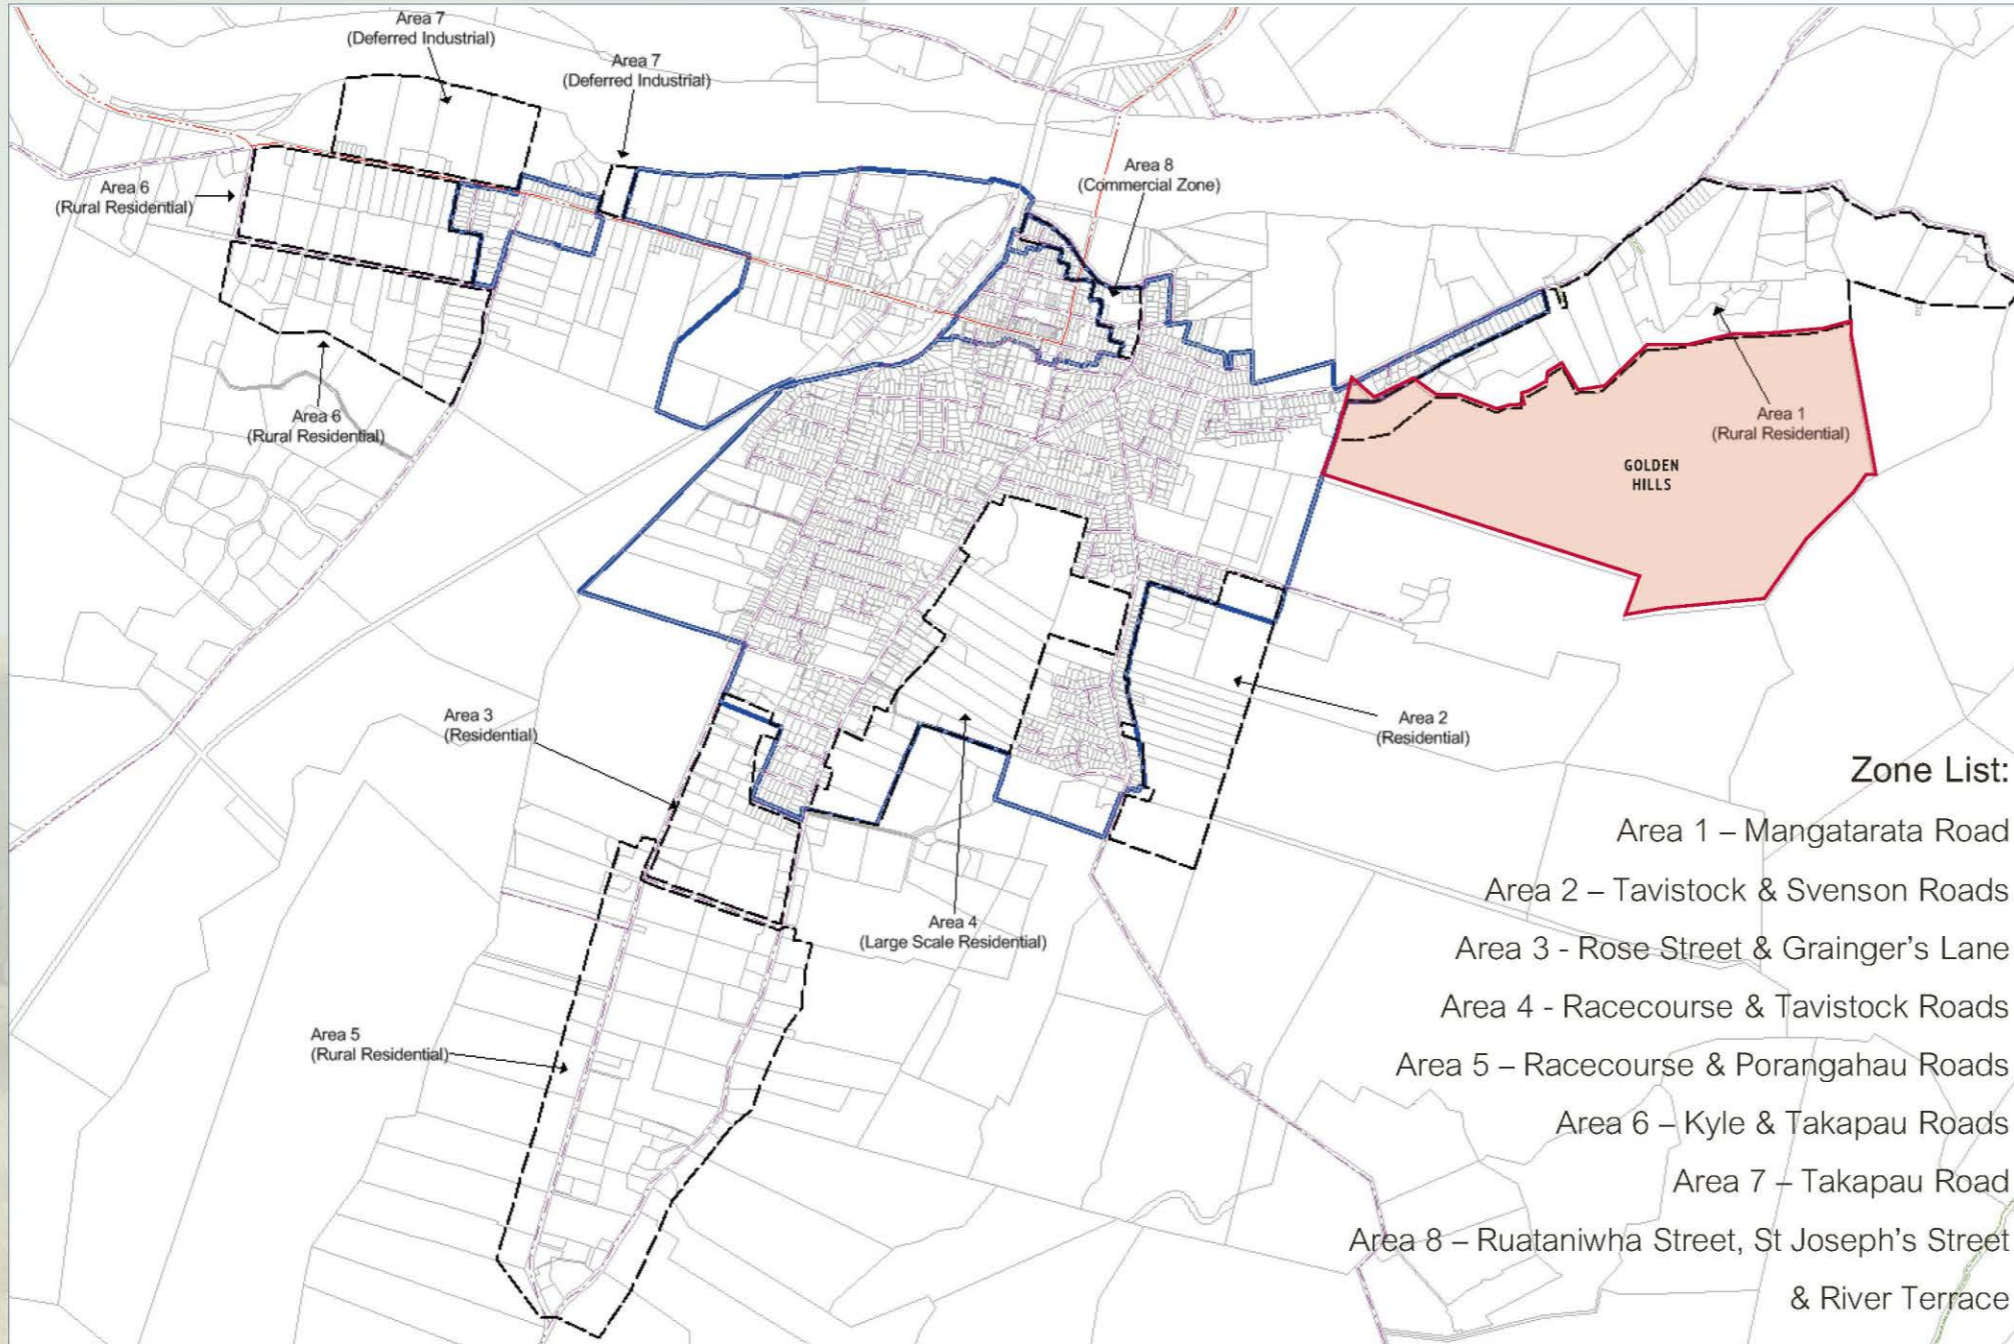 Area 7
(Deferred Industrial)
Area 7
(Deferred Industrial)
Area 8
(Commercial Zone)
Area 6
(Rural Residential)
Area 6
(Rural Residential)
Area 1
(Rural Residential)
GOLDEN
HILLS
Area 3
(Residential)
Area 2
(Residential)
Area 4
(Large Scale Residential)
Area 5
(Rural Residential)
Zone List:
Area 1 – Mangatarata Road
Area 2 – Tavistock & Svenson Roads
Area 3 - Rose Street & Grainger's Lane
Area 4 - Racecourse & Tavistock Roads
Area 5 – Racecourse & Porangahau Roads
Area 6 – Kyle & Takapau Roads
Area 7 – Takapau Road
Area 8 – Ruataniwha Street, St Joseph's Street
& River Terrace